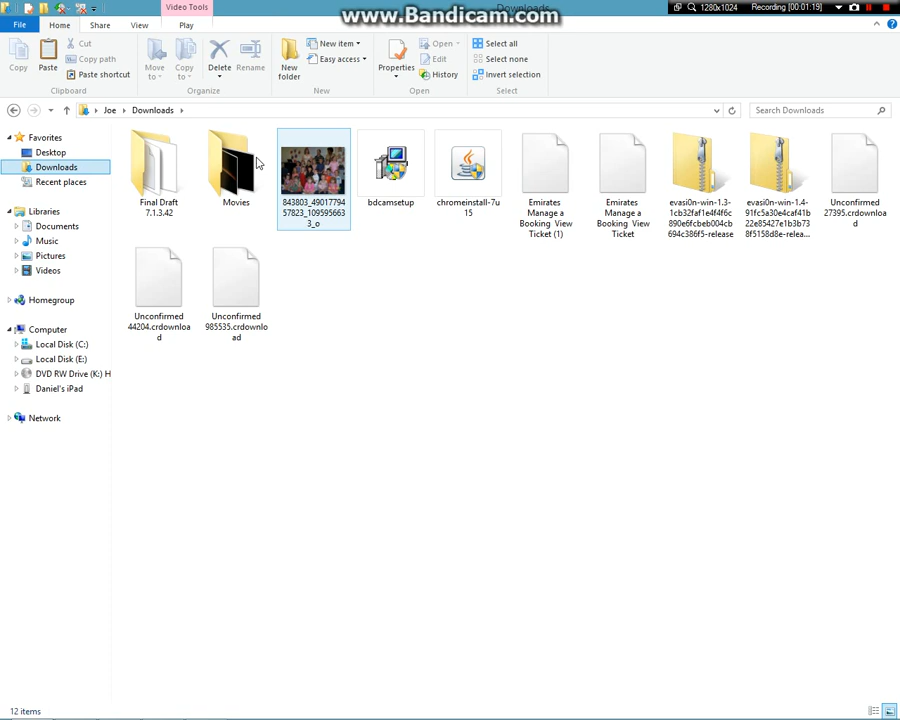 Video Tools
Downloads
www.Bandicam.com
1280x1024
Recording [00:01:19]
File
Home
Share
View
Play
Copy
Paste
Cut
Copy path
Paste shortcut
Clipboard
Move to
Copy to
Delete
Rename
Organize
New folder
New item
Easy access
New
Properties
Open
Edit
History
Open
Select all
Select none
Invert selection
Select
Joe
Downloads
Search Downloads
Favorites
Desktop
Downloads
Recent places
Libraries
Documents
Music
Pictures
Videos
Homegroup
Computer
Local Disk (C:)
Local Disk (E:)
DVD RW Drive (K:) H
Daniel's iPad
Network
Final Draft
7.1.3.42
Movies
843803_49017794
57823_109595663
3_o
bdcamsetup
chromeinstall-7u
15
Emirates
Manage a
Booking View
Ticket (1)
Emirates
Manage a
Booking View
Ticket
evasi0n-win-1.3-
1cb32faf1e4f4f6c
890e6fcbeb004cb
694c386f5-release
evasi0n-win-1.4-
91fc5a30e4caf41b
22e85427e1b3b73
8f5158d8e-relea...
Unconfirmed
27395.crdownloa
d
Unconfirmed
44204.crdownloa
d
Unconfirmed
985535.crdownlo
ad
12 items